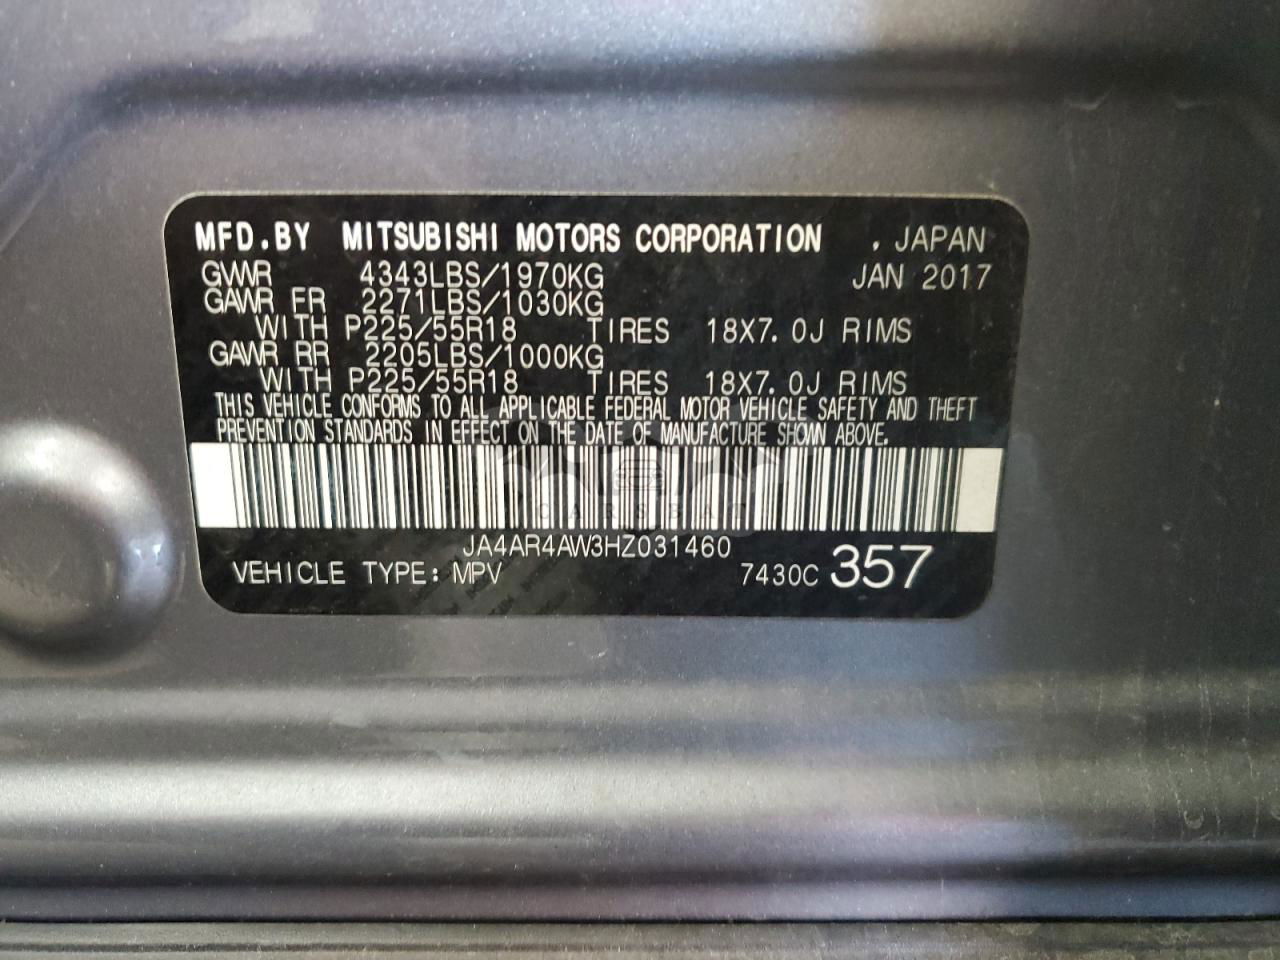 MFD.BY MITSUBISHI MOTORS CORPORATION , JAPAN
GVWR 4343LBS/1970KG JAN 2017
GAWR FR 2271LBS/1030KG
WITH P225/55R18 TIRES 18X7.0J RIMS
GAWR RR 2205LBS/1000KG
WITH P225/55R18 TIRES 18X7.0J RIMS
THIS VEHICLE CONFORMS TO ALL APPLICABLE FEDERAL MOTOR VEHICLE SAFETY AND THEFT
PREVENTION STANDARDS IN EFFECT ON THE DATE OF MANUFACTURE SHOWN ABOVE.
JA4AR4AW3HZ031460
VEHICLE TYPE: MPV 7430C 357